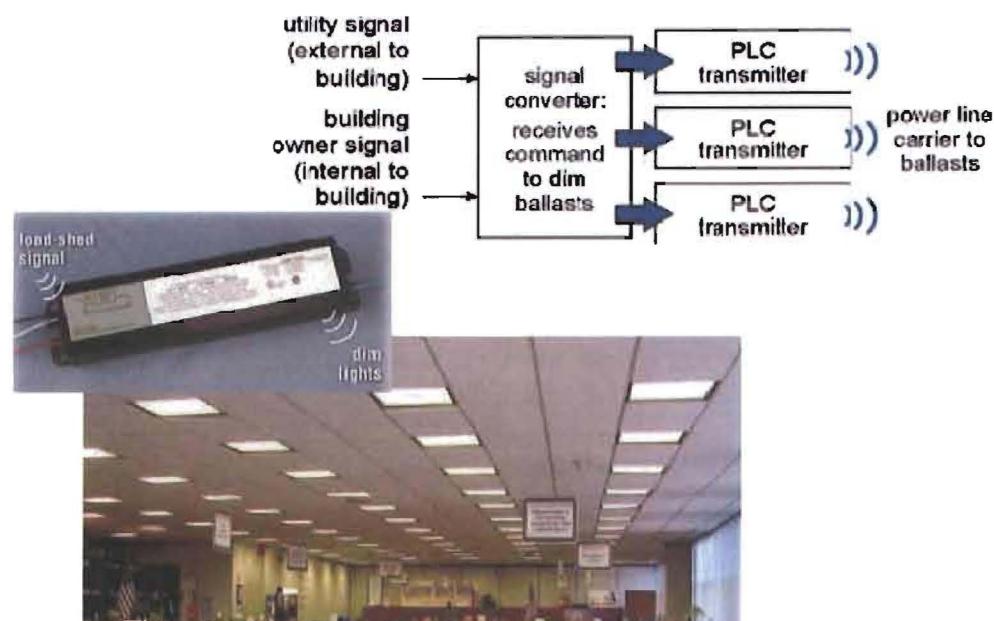 utility signal
(external to
building)
building
owner signal
(internal to
building)
signal
converter:
receives
command
to dim
ballasts
PLC
transmitter
PLC
transmitter
PLC
transmitter
power line
carrier to
ballasts
load-shed
signal
dim
lights